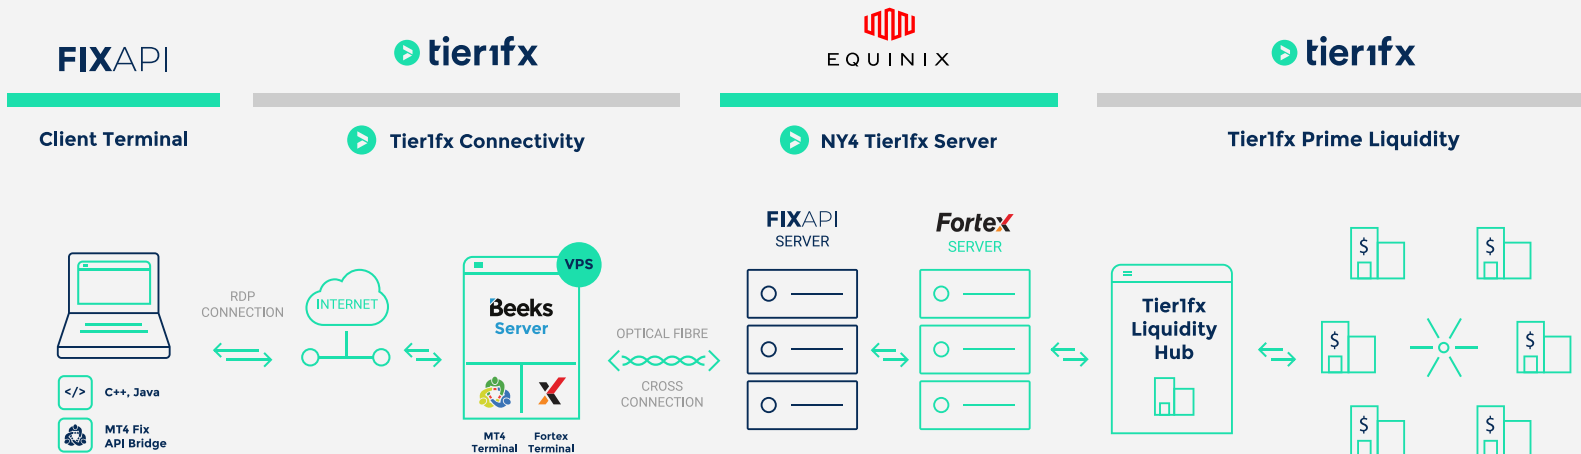 FIXAPI
tier1fx
EQUINIX
tier1fx
Client Terminal
Tier1fx Connectivity
NY4 Tier1fx Server
Tier1fx Prime Liquidity
RDP
CONNECTION
INTERNET
VPS
Beeks
Server
MT4
Terminal
Fortex
Terminal
C++, Java
</>
MT4 Fix
API Bridge
OPTICAL FIBRE
CROSS
CONNECTION
FIXAPI
SERVER
Fortex
SERVER
Tier1fx
Liquidity
Hub
$
$
$
$
$
$